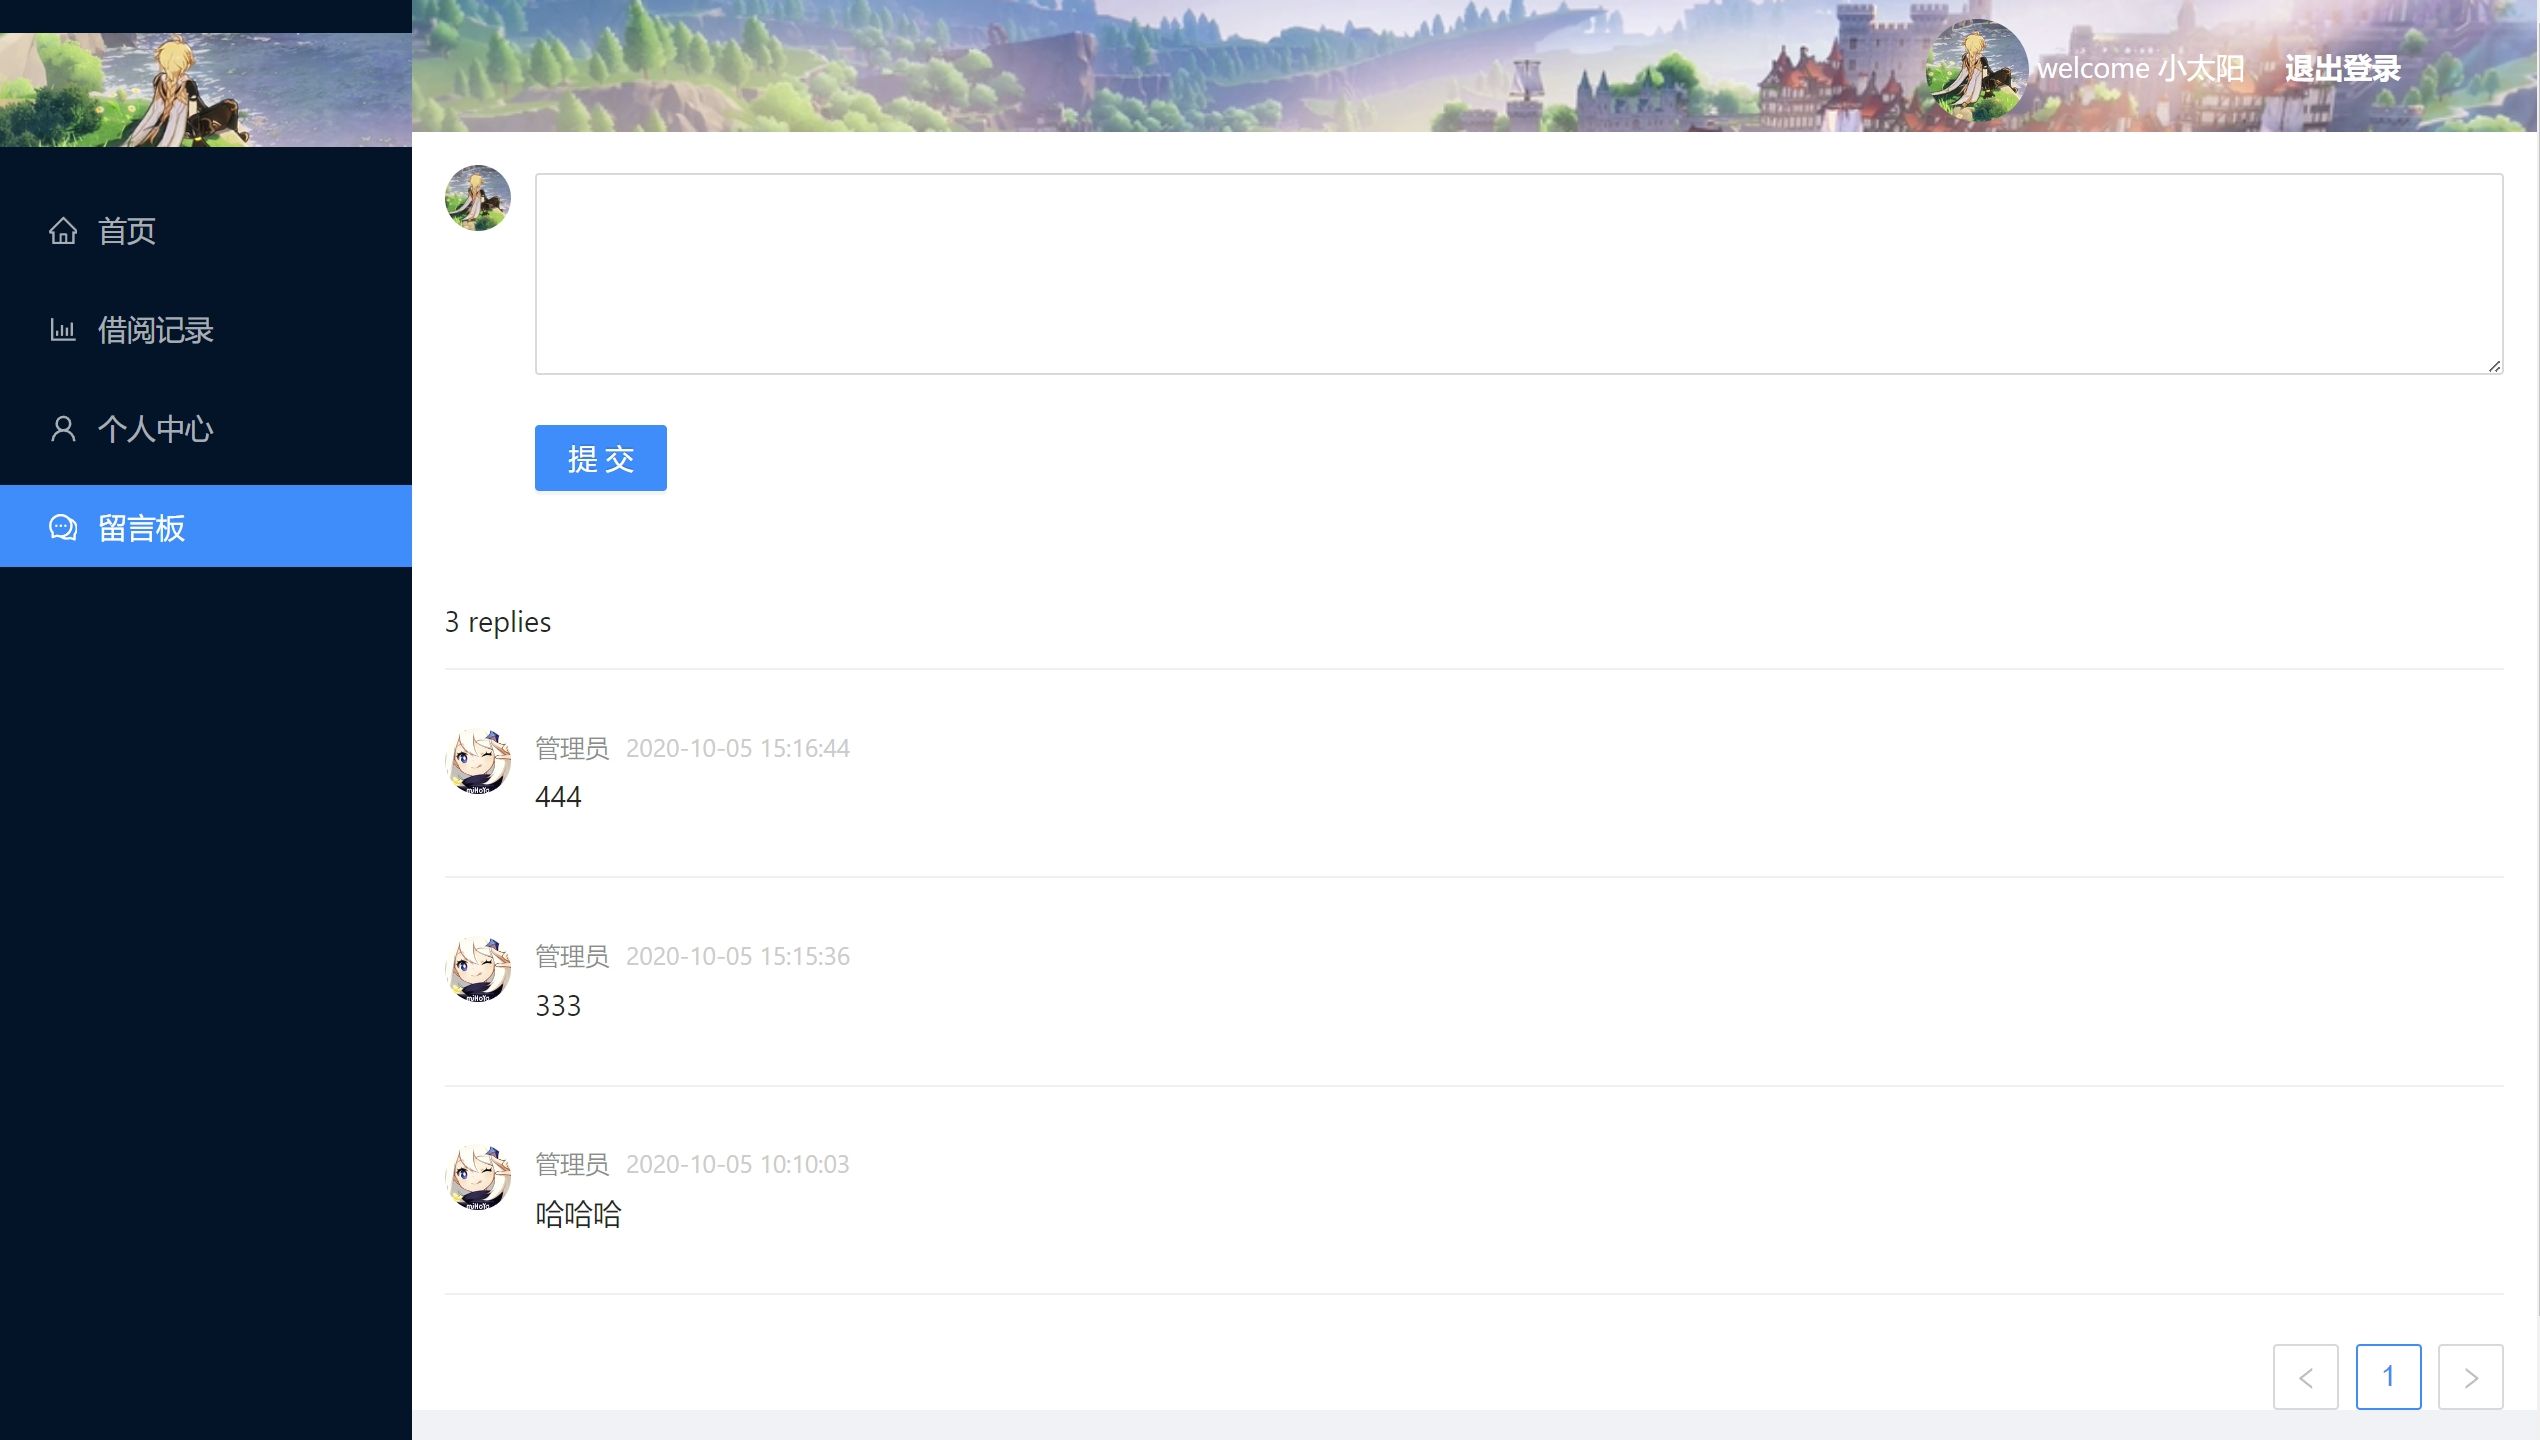 welcome 小太阳 退出登录
首页
借阅记录
个人中心
留言板
提交
3 replies
管理员 2020-10-05 15:16:44
444
miHoYo
管理员 2020-10-05 15:15:36
333
miHoYo
管理员 2020-10-05 10:10:03
哈哈哈
miHoYo
1